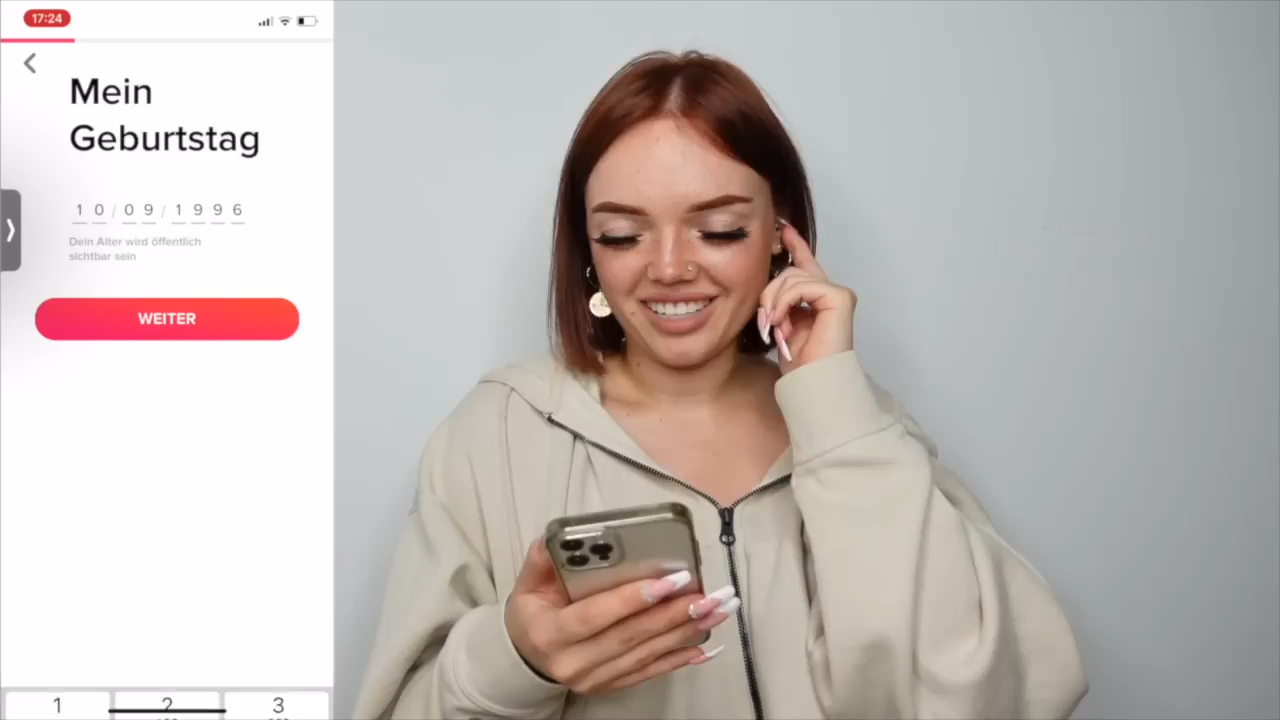 17:24
Mein
Geburtstag
10/09/1996
Dein Alter wird öffentlich
sichtbar sein
WEITER
1 2 3